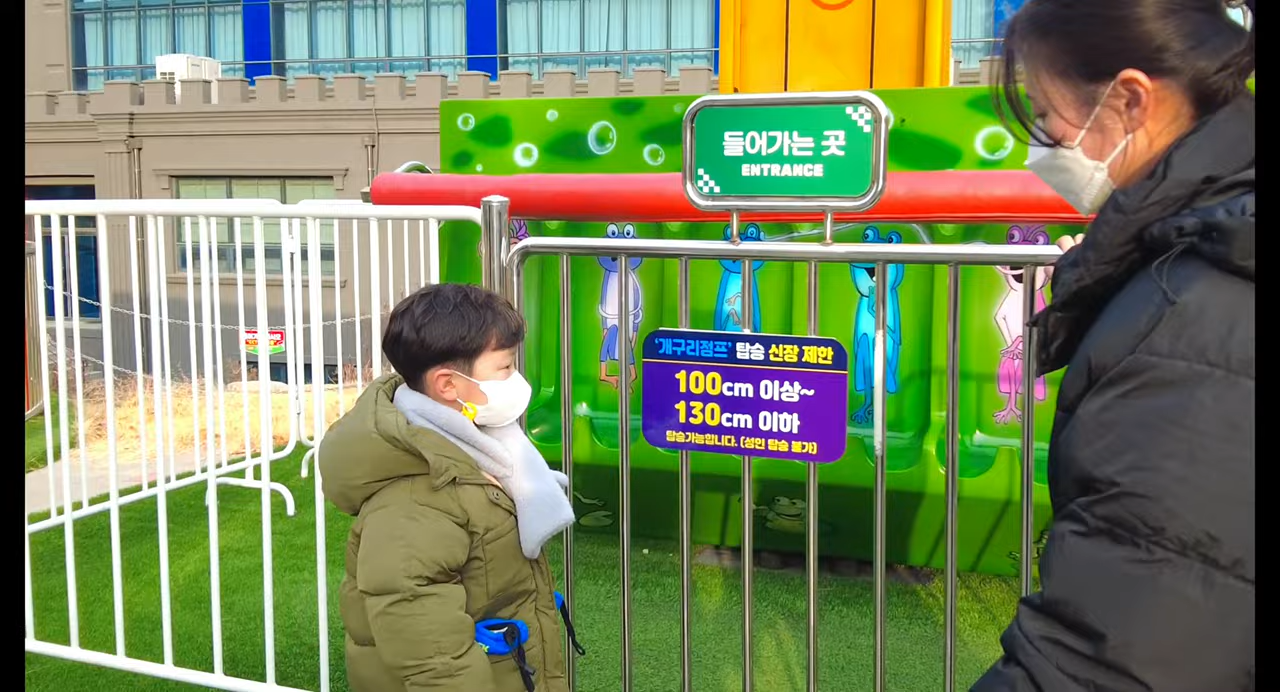 들어가는 곳
ENTRANCE
'개구리점프' 탑승 신장 제한
100cm 이상~
130cm 이하
탑승가능합니다. (성인 탑승 불가)